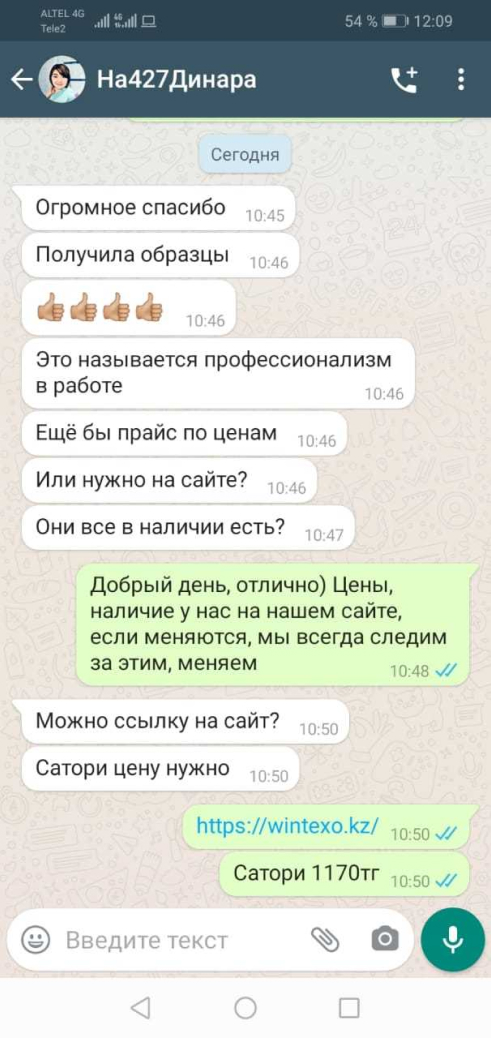 ALTEL 4G
Tele2
4G
54 %
12:09
На427Динара
Сегодня
Огромное спасибо 10:45
Получила образцы 10:46
👍🏼👍🏼👍🏼👍🏼 10:46
Это называется профессионализм
в работе 10:46
Ещё бы прайс по ценам 10:46
Или нужно на сайте? 10:46
Они все в наличии есть? 10:47
Добрый день, отлично) Цены,
наличие у нас на нашем сайте,
если меняются, мы всегда следим
за этим, меняем 10:48
Можно ссылку на сайт? 10:50
Сатори цену нужно 10:50
https://wintexo.kz/ 10:50
Сатори 1170тг 10:50
Введите текст